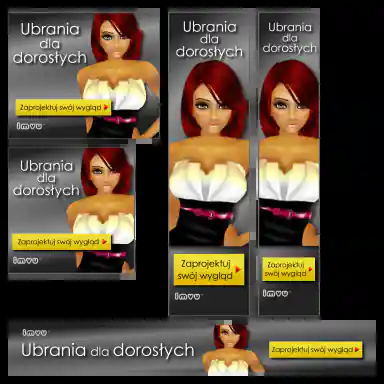 Ubrania
dla
dorosłych
Zaprojektuj swój wygląd
imvu
Ubrania
dla
dorosłych
Zaprojektuj
swój wygląd
imvu
Ubrania
dla
dorosłych
Zaprojektuj
swój wygląd
imvu
Ubrania
dla
dorosłych
Zaprojektuj swój wygląd
imvu
imvu
Ubrania dla dorosłych
Zaprojektuj swój wygląd